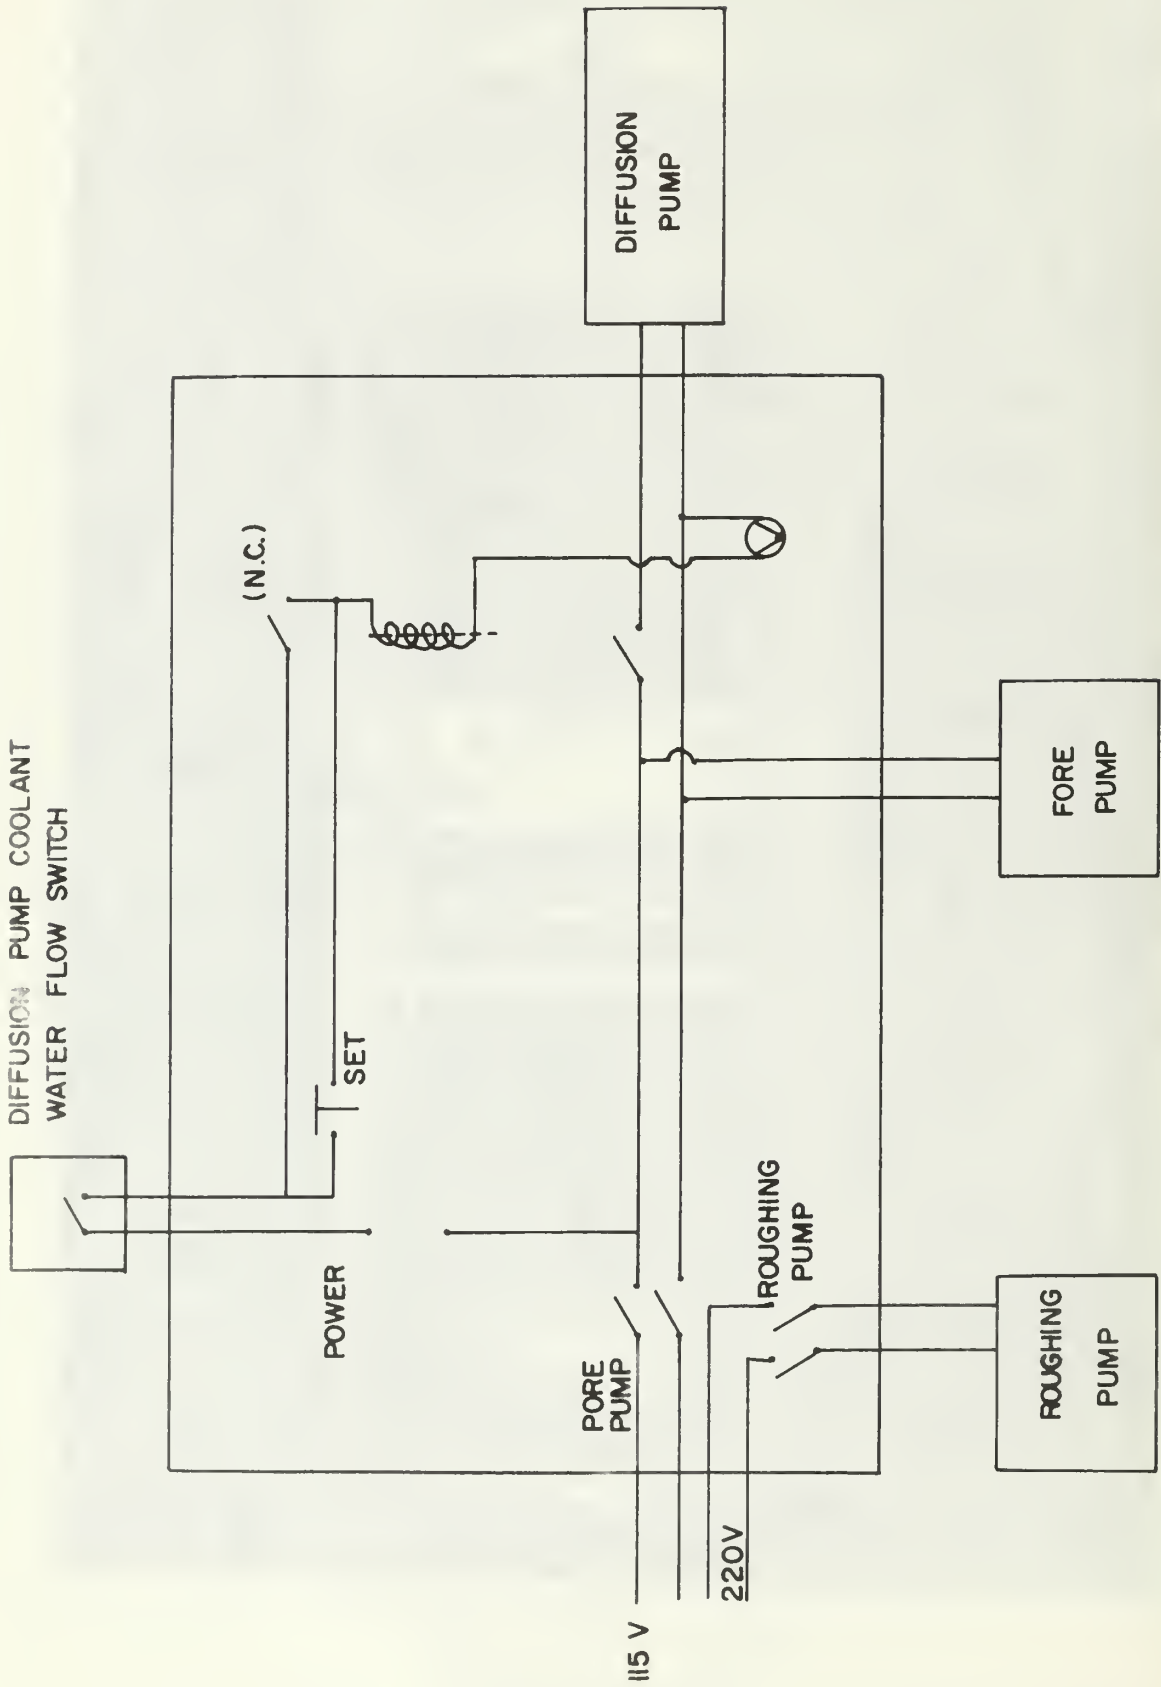 DIFFUSION PUMP COOLANT
WATER FLOW SWITCH
(N.C.)
SET
POWER
DIFFUSION
PUMP
PORE
PUMP
ROUGHING
PUMP
115 V
220V
FORE
PUMP
ROUGHING
PUMP